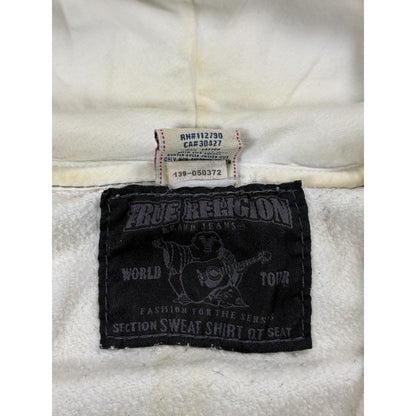 RN#112790
CA#30427
139-050372
TRUE RELIGION
BRAND JEANS
WORLD TOUR
FASHION FOR THE SENSES
SECTION SWEAT SHIRT RT SEAT